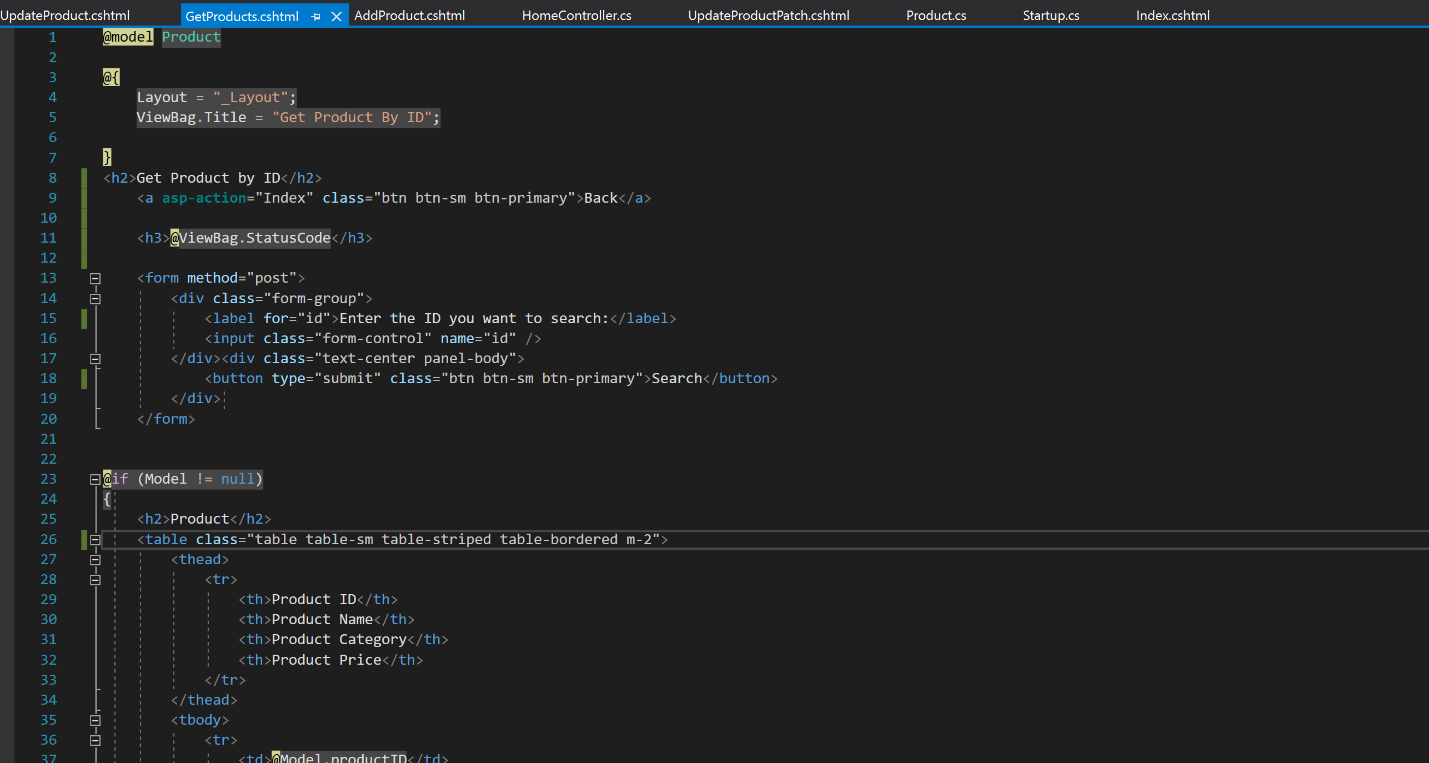 UpdateProduct.cshtml GetProducts.cshtml AddProduct.cshtml HomeController.cs UpdateProductPatch.cshtml Product.cs Startup.cs Index.cshtml
1 @model Product
2
3 @{
4 Layout = "_Layout";
5 ViewBag.Title = "Get Product By ID";
6
7 }
8 <h2>Get Product by ID</h2>
9 <a asp-action="Index" class="btn btn-sm btn-primary">Back</a>
10
11 <h3>@ViewBag.StatusCode</h3>
12
13 <form method="post">
14 <div class="form-group">
15 <label for="id">Enter the ID you want to search:</label>
16 <input class="form-control" name="id" />
17 </div><div class="text-center panel-body">
18 <button type="submit" class="btn btn-sm btn-primary">Search</button>
19 </div>
20 </form>
21
22
23 @if (Model != null)
24 {
25 <h2>Product</h2>
26 <table class="table table-sm table-striped table-bordered m-2">
27 <thead>
28 <tr>
29 <th>Product ID</th>
30 <th>Product Name</th>
31 <th>Product Category</th>
32 <th>Product Price</th>
33 </tr>
34 </thead>
35 <tbody>
36 <tr>
37 <td>@Model.productID</td>